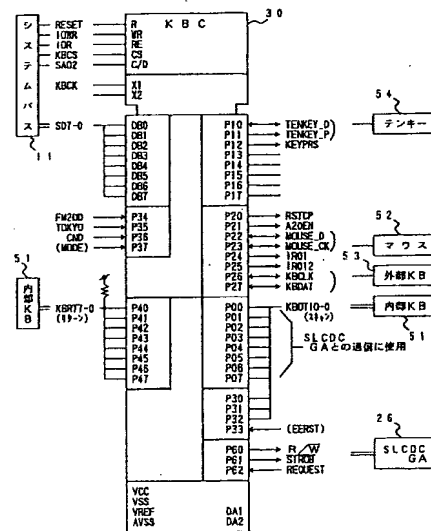 30
KBC
システムバス
11
RESET R
IOWR WR
IOR RE
KBCS CS
SA02 C/D
KBCK X1
X2
SD7-0 DB0
DB1
DB2
DB3
DB4
DB5
DB6
DB7
P10 TENKEY_D
P11 TENKEY_P
P12 KEYPRS
P13
P14
P15
P16
P17
54
テンキー
FM20D P34
TOKYO P35
GND P36
(MODE) P37
P20 RSTCP
P21 A20EN
P22 MOUSE_D
P23 MOUSE_CK
P24 IRQ1
P25 IRQ12
P26 KBCLK
P27 KBDAT
52
マウス
53
外部KB
内部KB
51
51
内部KB
KBRT7-0
(リターン)
P40
P41
P42
P43
P44
P45
P46
P47
P00 KBOT10-0
P01 (スキャン)
P02
P03
P04
P05
P06
P07
SLCDC
GAとの通信に使用
P30
P31
P32
P33 (EERST)
P60 R/W
P61 STROB
P62 REQUEST
26
SLCDC
GA
VCC
VSS
VREF DA1
AVSS DA2